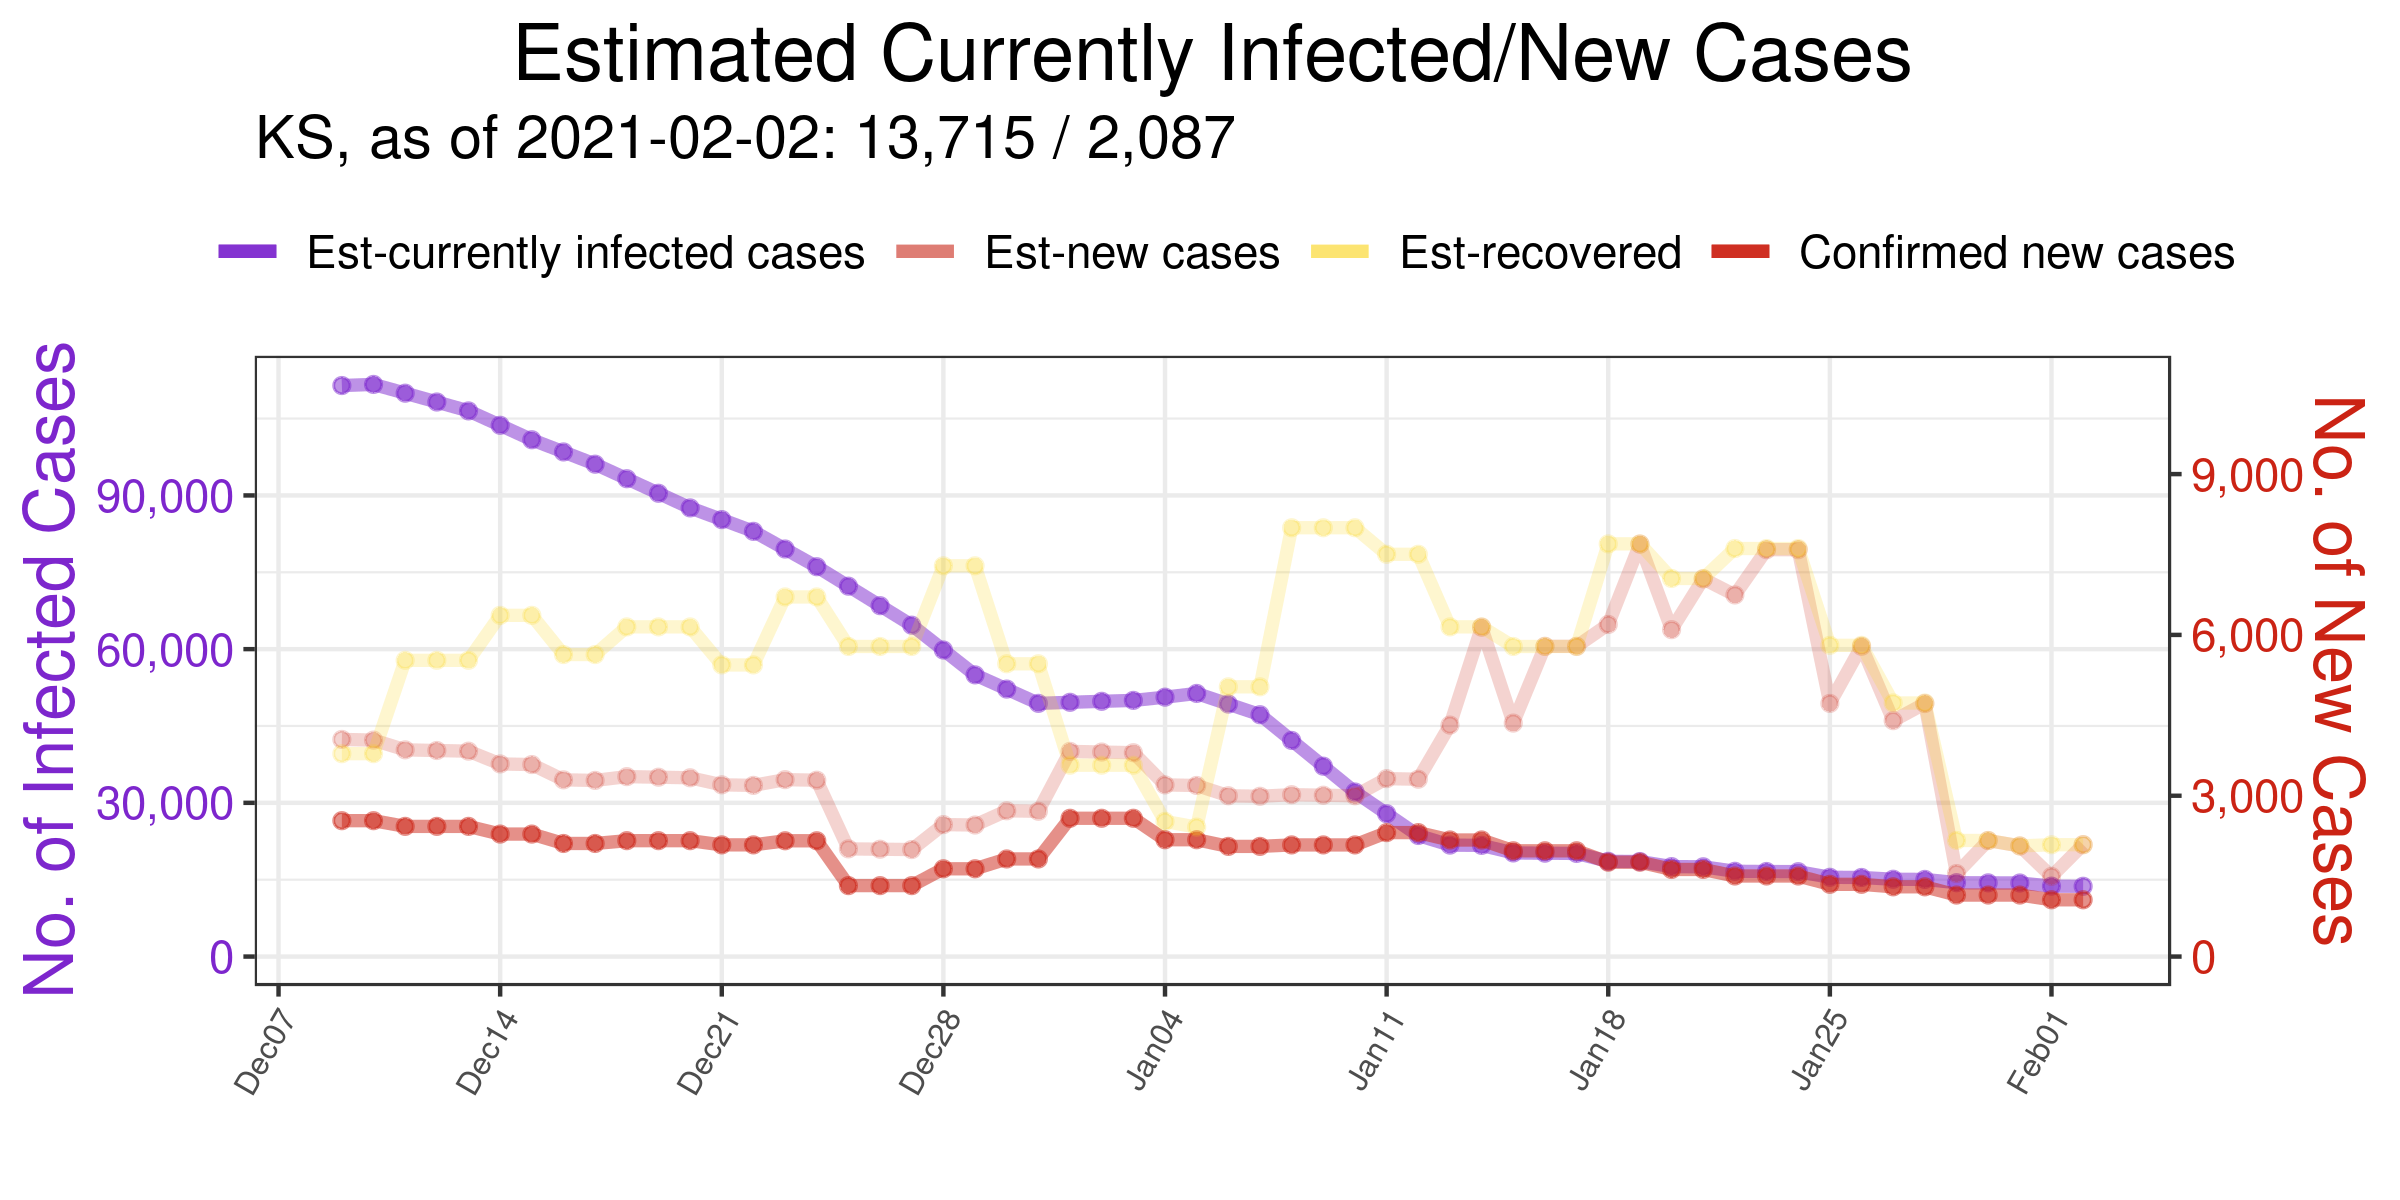 Estimated Currently Infected/New Cases
KS, as of 2021-02-02: 13,715 / 2,087
Est-currently infected cases
Est-new cases
Est-recovered
Confirmed new cases
No. of Infected Cases
90,000
60,000
30,000
0
9,000
6,000
3,000
0
No. of New Cases
Dec07
Dec14
Dec21
Dec28
Jan04
Jan11
Jan18
Jan25
Feb01